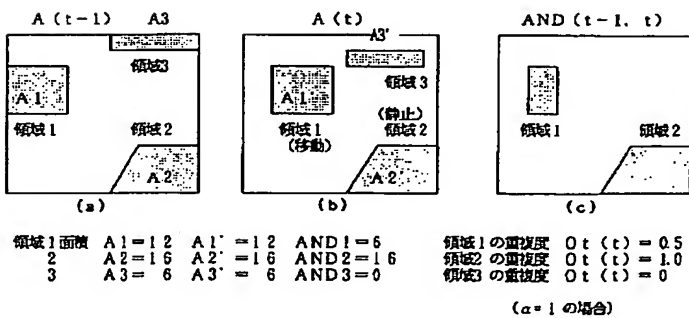 A(t-1) A3
A(t)
AND(t-1, t)
A3'
領域3
領域3
A1
A1'
領域1
領域2
領域1
(移動)
(静止)
領域2
領域1
領域2
A2
A2'
(a)
(b)
(c)
領域1面積 A1=12 A1'=12 AND1=6
2 A2=16 A2'=16 AND2=16
3 A3= 6 A3'= 6 AND3=0
領域1の重複度 Ot(t)=0.5
領域2の重複度 Ot(t)=1.0
領域3の重複度 Ot(t)=0
(α=1の場合)